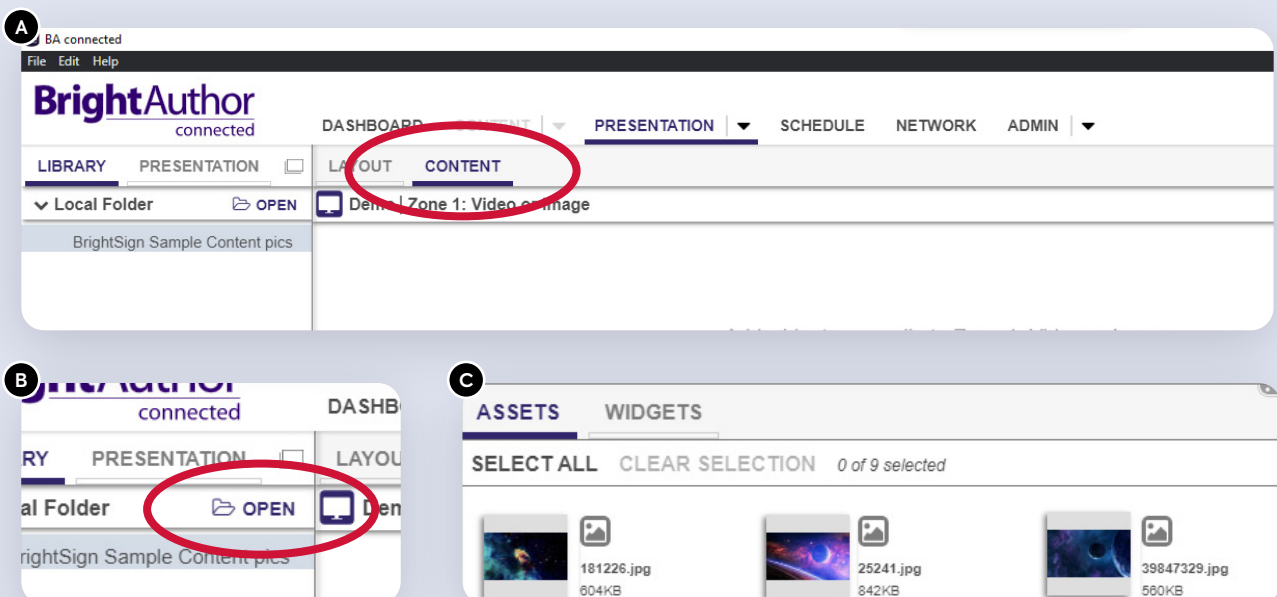 A
BA connected
File Edit Help
BrightAuthor
connected
DASHBOARD CONTENT PRESENTATION SCHEDULE NETWORK ADMIN
LIBRARY PRESENTATION LAYOUT CONTENT
Local Folder OPEN Demo | Zone 1: Video or Image
BrightSign Sample Content pics
B
connected DASHB
RY PRESENTATION LAYOU
al Folder OPEN Dem
rightSign Sample Content pics
C
ASSETS WIDGETS
SELECT ALL CLEAR SELECTION 0 of 9 selected
181226.jpg 25241.jpg 39847329.jpg
604KB 842KB 560KB